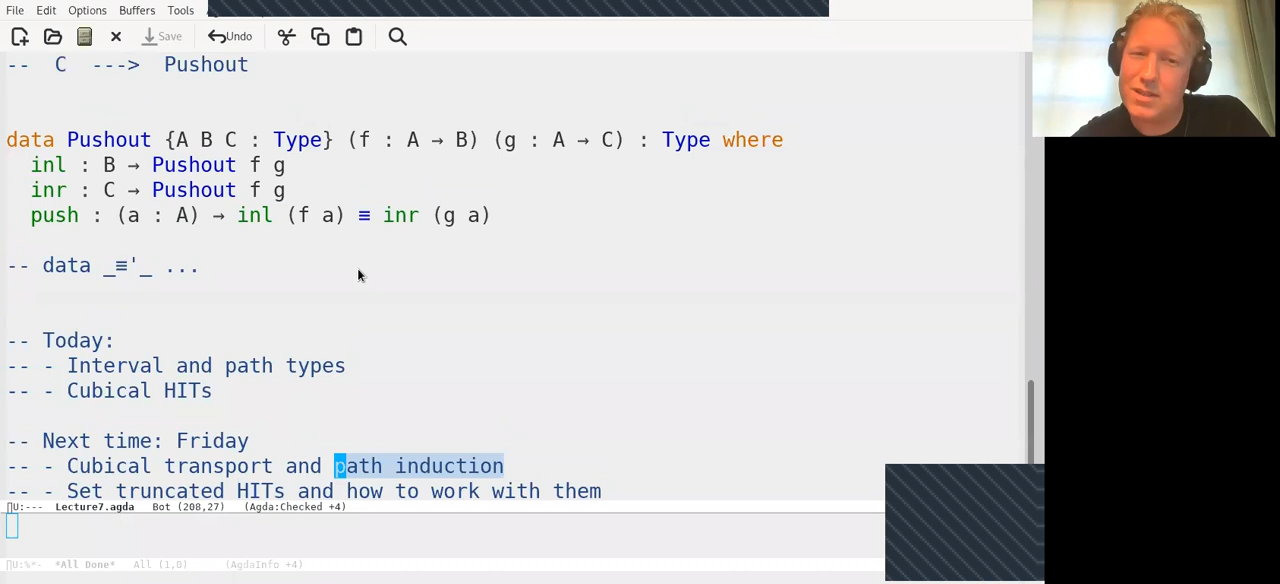 File Edit Options Buffers Tools
Save Undo
-- C ---> Pushout
data Pushout {A B C : Type} (f : A → B) (g : A → C) : Type where
inl : B → Pushout f g
inr : C → Pushout f g
push : (a : A) → inl (f a) ≡ inr (g a)
-- data _≡'_ ...
-- Today:
-- - Interval and path types
-- - Cubical HITs
-- Next time: Friday
-- - Cubical transport and path induction
-- - Set truncated HITs and how to work with them
U:--- Lecture7.agda Bot (208,27) (Agda:Checked +4)
U:%*- *All Done* All (1,0) (AgdaInfo +4)